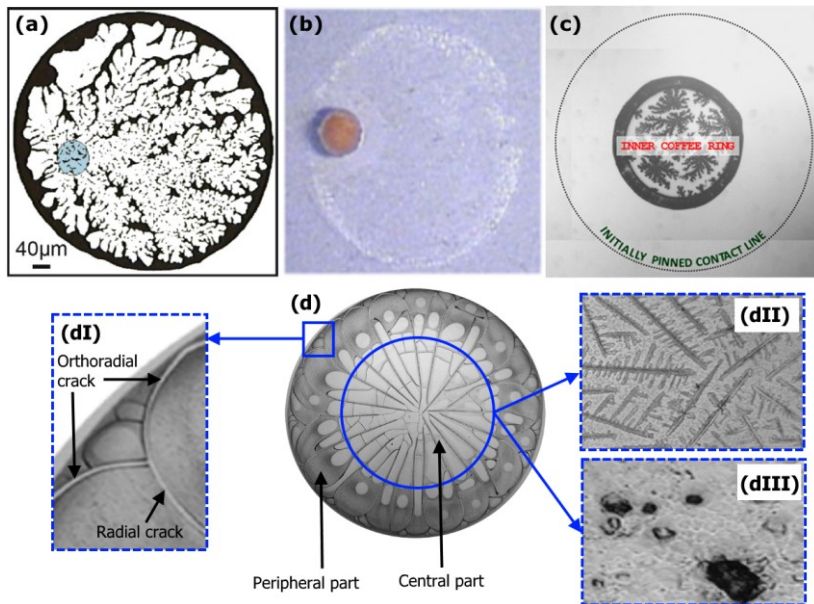 (a)
40μm
(b)
(c)
INNER COFFEE RING
INITIALLY PINNED CONTACT LINE
(d)
(dI)
Orthoradial
crack
Radial crack
Peripheral part
Central part
(dII)
(dIII)